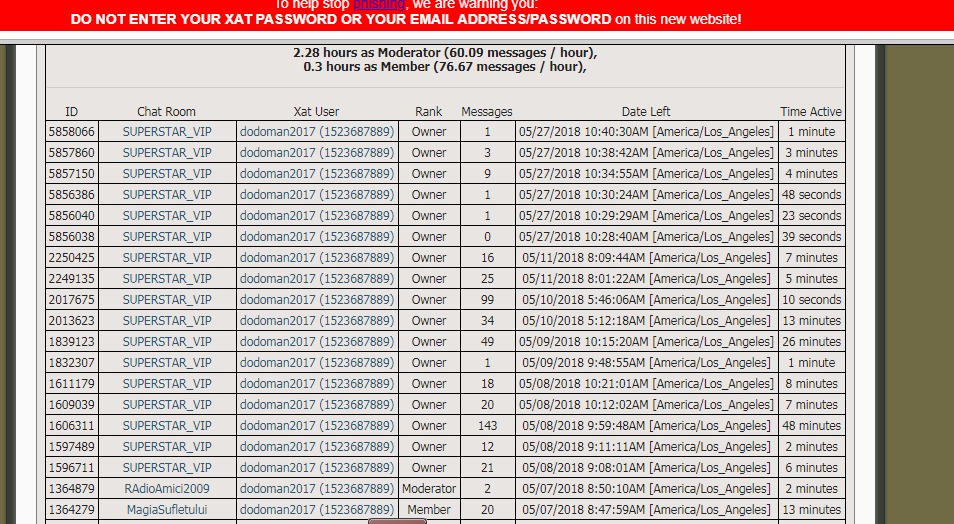 To help stop phishing, we are warning you:
DO NOT ENTER YOUR XAT PASSWORD OR YOUR EMAIL ADDRESS/PASSWORD on this new website!
2.28 hours as Moderator (60.09 messages / hour),
0.3 hours as Member (76.67 messages / hour),
ID Chat Room Xat User Rank Messages Date Left Time Active
5858066 SUPERSTAR_VIP dodoman2017 (1523687889) Owner 1 05/27/2018 10:40:30AM [America/Los_Angeles] 1 minute
5857860 SUPERSTAR_VIP dodoman2017 (1523687889) Owner 3 05/27/2018 10:38:42AM [America/Los_Angeles] 3 minutes
5857150 SUPERSTAR_VIP dodoman2017 (1523687889) Owner 9 05/27/2018 10:34:55AM [America/Los_Angeles] 4 minutes
5856386 SUPERSTAR_VIP dodoman2017 (1523687889) Owner 1 05/27/2018 10:30:24AM [America/Los_Angeles] 48 seconds
5856040 SUPERSTAR_VIP dodoman2017 (1523687889) Owner 1 05/27/2018 10:29:29AM [America/Los_Angeles] 23 seconds
5856038 SUPERSTAR_VIP dodoman2017 (1523687889) Owner 0 05/27/2018 10:28:40AM [America/Los_Angeles] 39 seconds
2250425 SUPERSTAR_VIP dodoman2017 (1523687889) Owner 16 05/11/2018 8:09:44AM [America/Los_Angeles] 7 minutes
2249135 SUPERSTAR_VIP dodoman2017 (1523687889) Owner 25 05/11/2018 8:01:22AM [America/Los_Angeles] 5 minutes
2017675 SUPERSTAR_VIP dodoman2017 (1523687889) Owner 99 05/10/2018 5:46:06AM [America/Los_Angeles] 10 seconds
2013623 SUPERSTAR_VIP dodoman2017 (1523687889) Owner 34 05/10/2018 5:12:18AM [America/Los_Angeles] 13 minutes
1839123 SUPERSTAR_VIP dodoman2017 (1523687889) Owner 49 05/09/2018 10:15:20AM [America/Los_Angeles] 26 minutes
1832307 SUPERSTAR_VIP dodoman2017 (1523687889) Owner 1 05/09/2018 9:48:55AM [America/Los_Angeles] 1 minute
1611179 SUPERSTAR_VIP dodoman2017 (1523687889) Owner 18 05/08/2018 10:21:01AM [America/Los_Angeles] 8 minutes
1609039 SUPERSTAR_VIP dodoman2017 (1523687889) Owner 20 05/08/2018 10:12:02AM [America/Los_Angeles] 7 minutes
1606311 SUPERSTAR_VIP dodoman2017 (1523687889) Owner 143 05/08/2018 9:59:48AM [America/Los_Angeles] 48 minutes
1597489 SUPERSTAR_VIP dodoman2017 (1523687889) Owner 12 05/08/2018 9:11:11AM [America/Los_Angeles] 2 minutes
1596711 SUPERSTAR_VIP dodoman2017 (1523687889) Owner 21 05/08/2018 9:08:01AM [America/Los_Angeles] 6 minutes
1364879 RAdioAmici2009 dodoman2017 (1523687889) Moderator 2 05/07/2018 8:50:10AM [America/Los_Angeles] 2 minutes
1364279 MagiaSufletului dodoman2017 (1523687889) Member 20 05/07/2018 8:47:59AM [America/Los_Angeles] 13 minutes